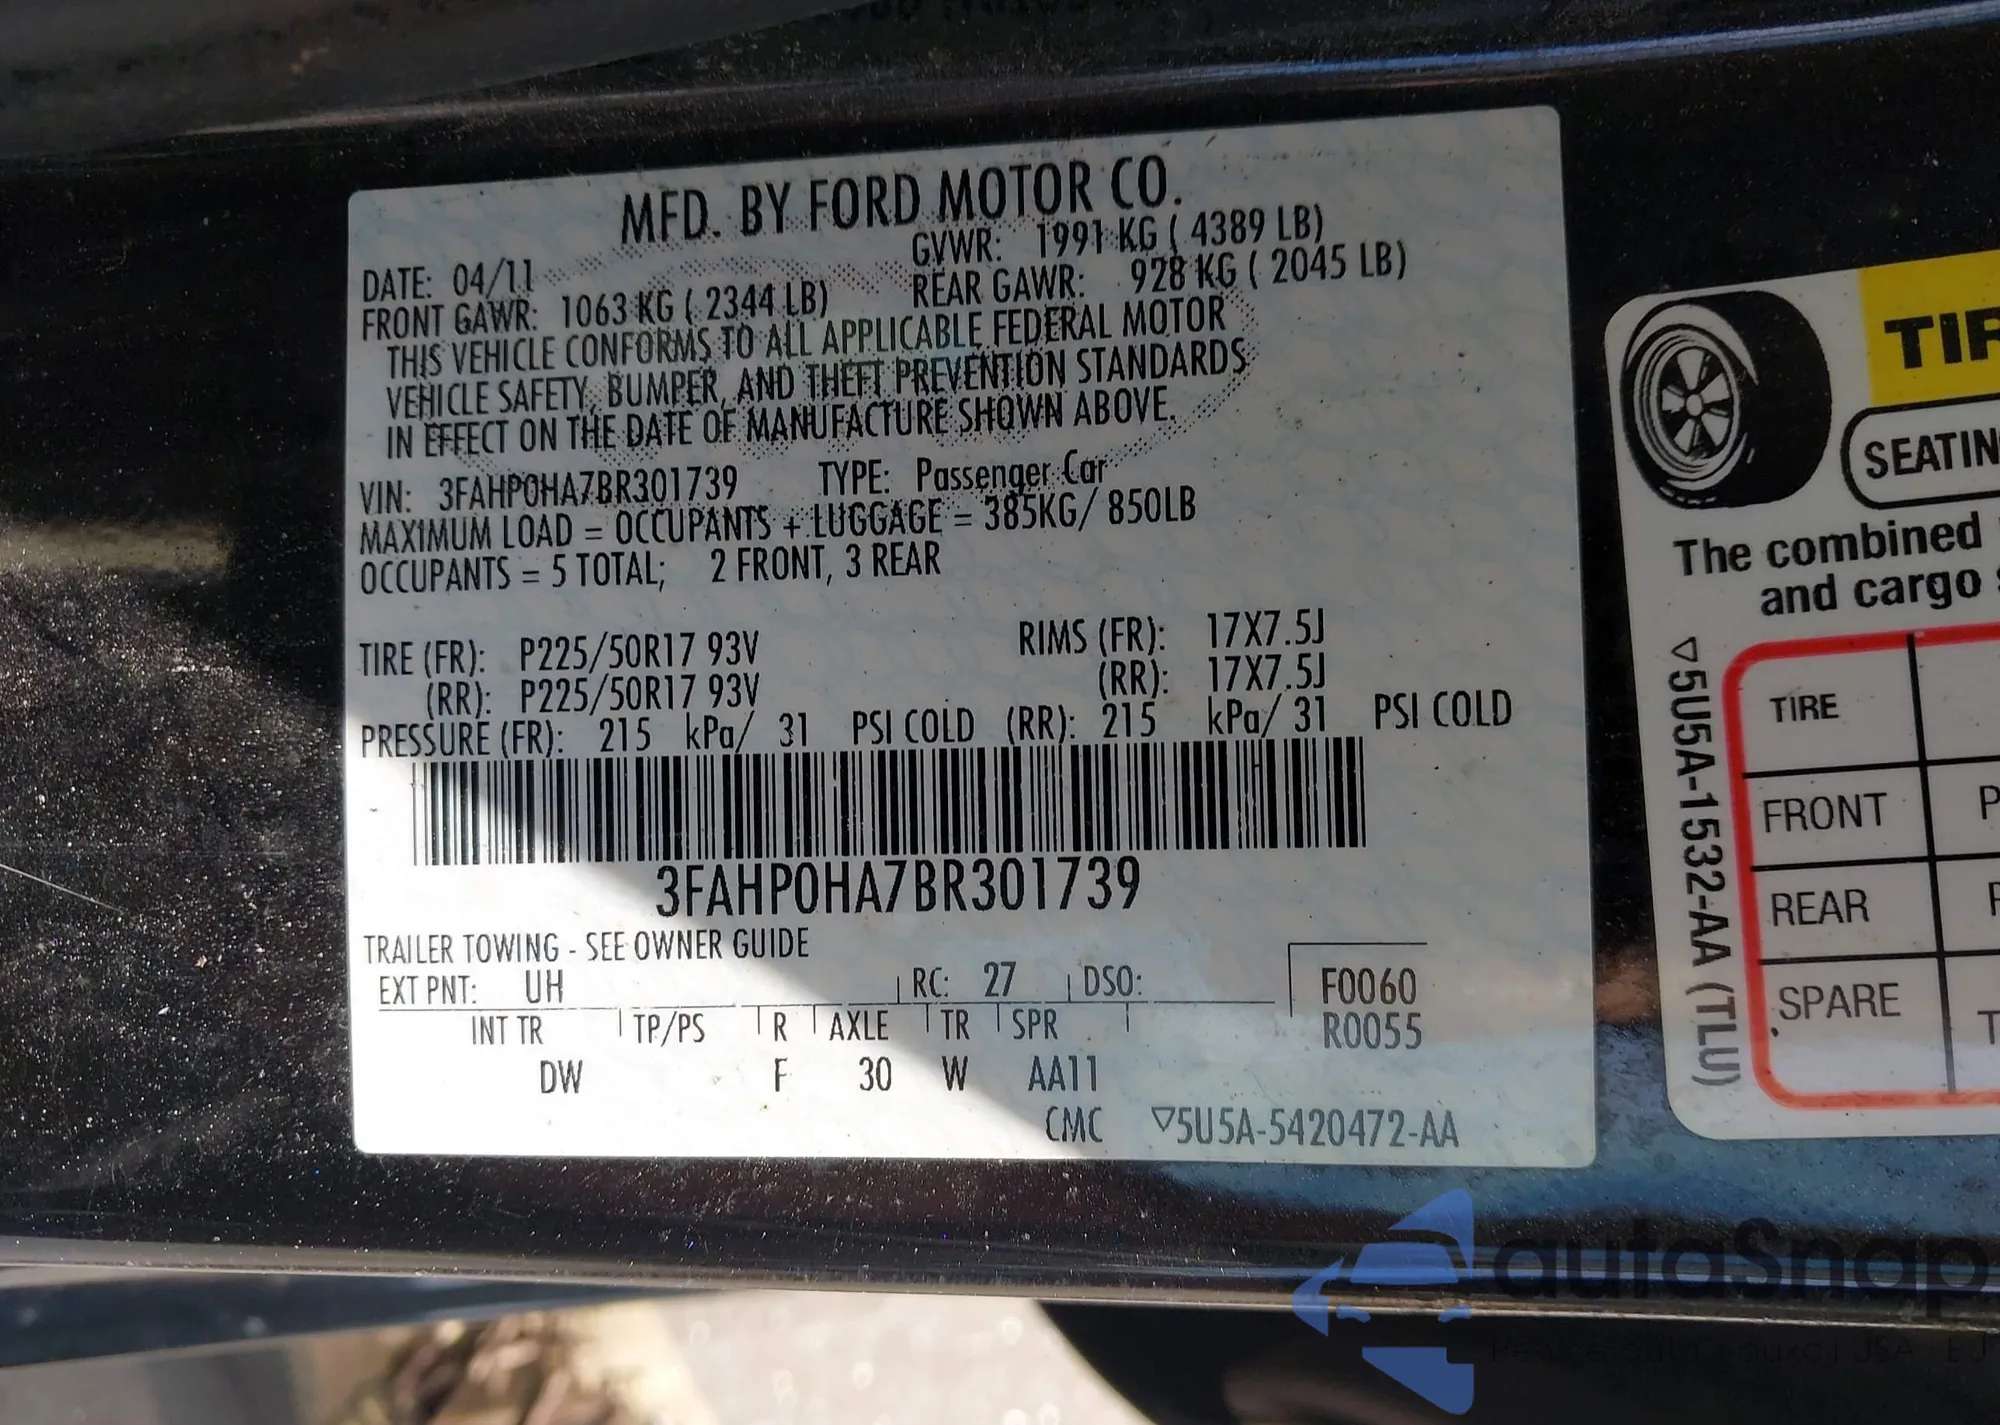 MFD. BY FORD MOTOR CO.
DATE: 04/11 GVWR: 1991 KG ( 4389 LB)
FRONT GAWR: 1063 KG ( 2344 LB) REAR GAWR: 928 KG ( 2045 LB)
THIS VEHICLE CONFORMS TO ALL APPLICABLE FEDERAL MOTOR
VEHICLE SAFETY, BUMPER, AND THEFT PREVENTION STANDARDS
IN EFFECT ON THE DATE OF MANUFACTURE SHOWN ABOVE.
VIN: 3FAHP0HA7BR301739 TYPE: Passenger Car
MAXIMUM LOAD = OCCUPANTS + LUGGAGE = 385KG/ 850LB
OCCUPANTS = 5 TOTAL; 2 FRONT, 3 REAR
TIRE (FR): P225/50R17 93V RIMS (FR): 17X7.5J
(RR): P225/50R17 93V (RR): 17X7.5J
PRESSURE (FR): 215 kPa/ 31 PSI COLD (RR): 215 kPa/ 31 PSI COLD
3FAHP0HA7BR301739
TRAILER TOWING - SEE OWNER GUIDE
EXT PNT: UH RC: 27 DSO: F0060
INT TR TP/PS R AXLE TR SPR R0055
DW F 30 W AA11
CMC ▽5U5A-5420472-AA
TIR
SEATIN
The combined
and cargo
▽5U5A-1532-AA (TLU)
TIRE
FRONT P
REAR
SPARE T
autoSnap